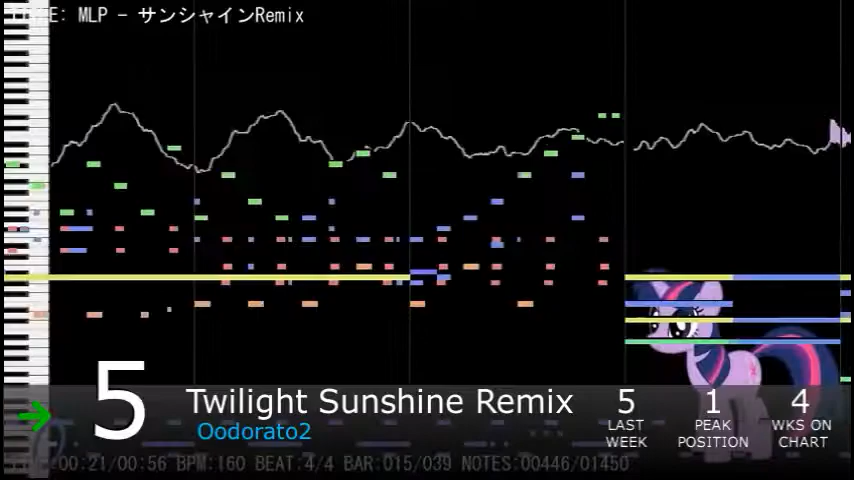 TITLE: MLP - サンシャインRemix
5
Twilight Sunshine Remix
Oodorato2
5
LAST
WEEK
1
PEAK
POSITION
4
WKS ON
CHART
TIME:00:21/00:56 BPM:160 BEAT:4/4 BAR:015/039 NOTES:00446/01450